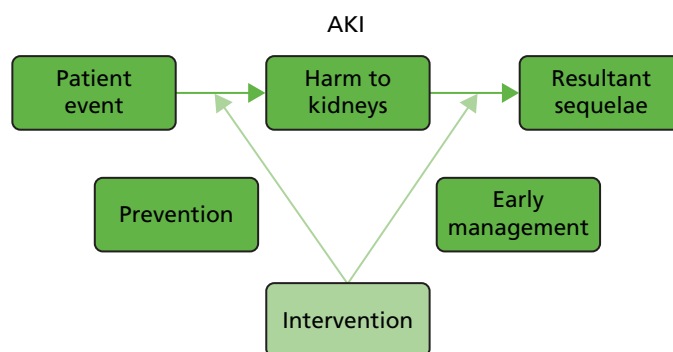 AKI
Patient
event
Harm to
kidneys
Resultant
sequelae
Prevention
Early
management
Intervention